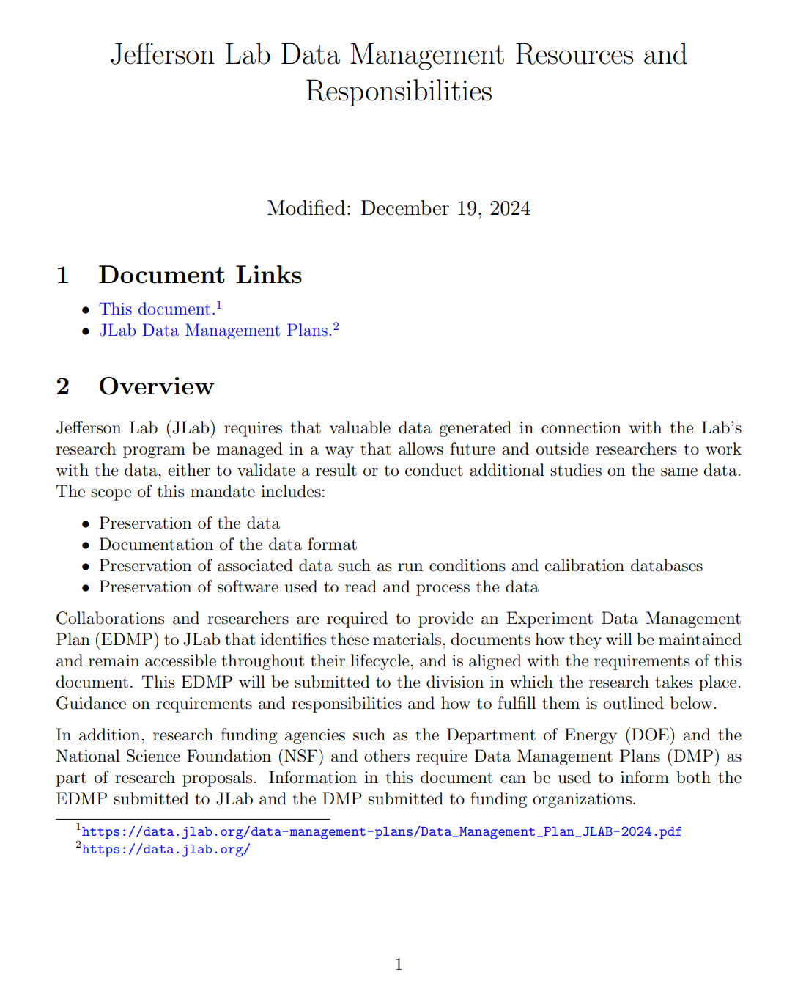 Jefferson Lab Data Management Resources and
Responsibilities
Modified: December 19, 2024
1 Document Links
• This document.1
• JLab Data Management Plans.2
2 Overview
Jefferson Lab (JLab) requires that valuable data generated in connection with the Lab's
research program be managed in a way that allows future and outside researchers to work
with the data, either to validate a result or to conduct additional studies on the same data.
The scope of this mandate includes:
• Preservation of the data
• Documentation of the data format
• Preservation of associated data such as run conditions and calibration databases
• Preservation of software used to read and process the data
Collaborations and researchers are required to provide an Experiment Data Management
Plan (EDMP) to JLab that identifies these materials, documents how they will be maintained
and remain accessible throughout their lifecycle, and is aligned with the requirements of this
document. This EDMP will be submitted to the division in which the research takes place.
Guidance on requirements and responsibilities and how to fulfill them is outlined below.
In addition, research funding agencies such as the Department of Energy (DOE) and the
National Science Foundation (NSF) and others require Data Management Plans (DMP) as
part of research proposals. Information in this document can be used to inform both the
EDMP submitted to JLab and the DMP submitted to funding organizations.
1https://data.jlab.org/data-management-plans/Data_Management_Plan_JLAB-2024.pdf
2https://data.jlab.org/
1